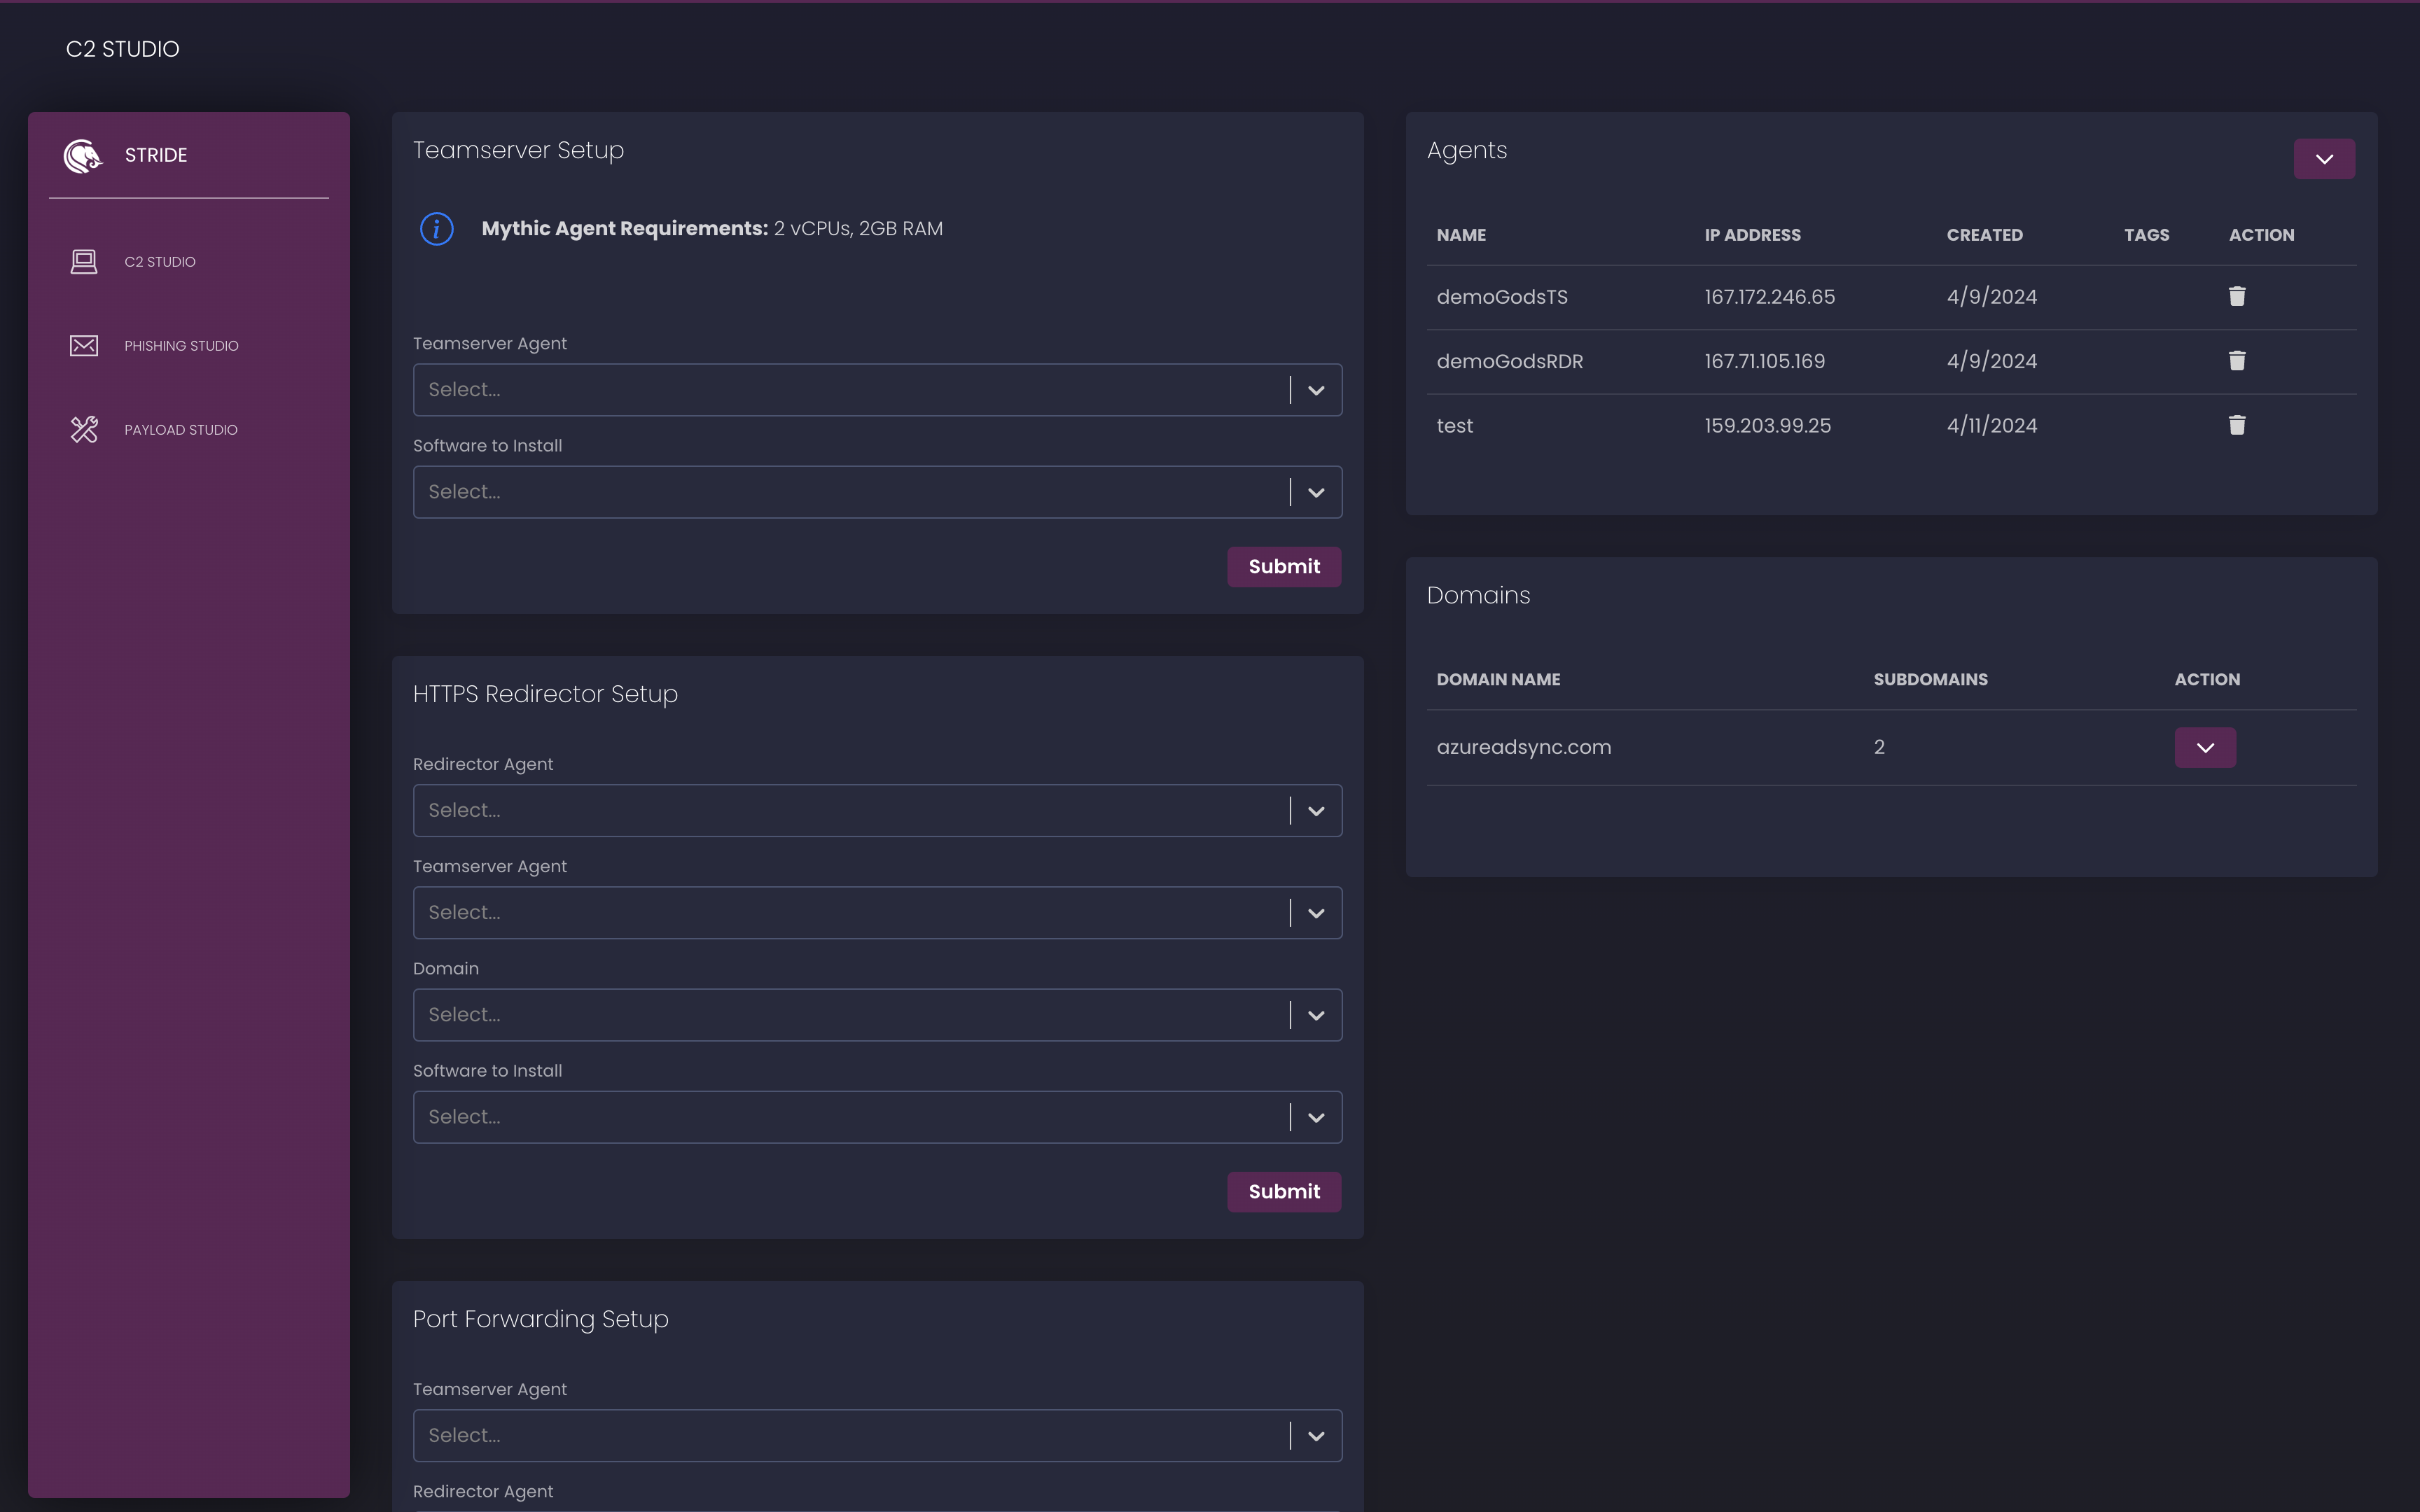 C2 STUDIO
STRIDE
C2 STUDIO
PHISHING STUDIO
PAYLOAD STUDIO
Teamserver Setup
Mythic Agent Requirements: 2 vCPUs, 2GB RAM
Teamserver Agent
Select...
Software to Install
Select...
Submit
HTTPS Redirector Setup
Redirector Agent
Select...
Teamserver Agent
Select...
Domain
Select...
Software to Install
Select...
Submit
Port Forwarding Setup
Teamserver Agent
Select...
Redirector Agent
Agents
NAME IP ADDRESS CREATED TAGS ACTION
demoGodsTS 167.172.246.65 4/9/2024
demoGodsRDR 167.71.105.169 4/9/2024
test 159.203.99.25 4/11/2024
Domains
DOMAIN NAME SUBDOMAINS ACTION
azureadsync.com 2